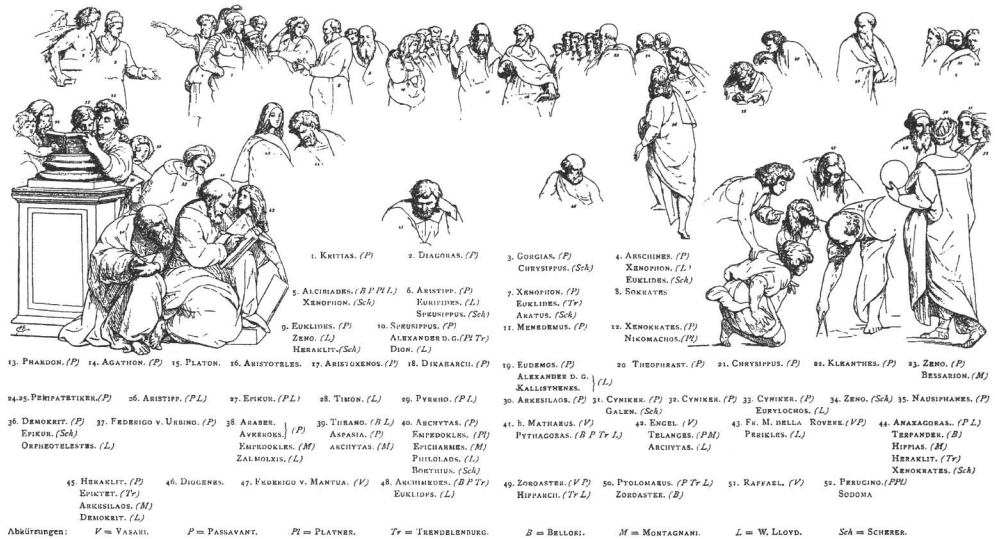 1. KRITIAS. (P) 2. DIAGORAS. (P) 3. GORGIAS. (P) 4. AESCHINES. (P)
CHRYSIPPUS. (Sch) XENOPHON. (L)
EUKLIDES. (Sch)
5. ALCIBIADES. (B P Pl L) 6. ARISTIPP. (P) 7. XENOPHON. (P) 8. SOKRATES
XENOPHON. (Sch) EURIPIDES. (L) EUKLIDES. (Tr)
SPEUSIPPUS. (Sch) ARATUS. (Sch)
9. EUKLIDES. (P) 10. SPEUSIPPUS. (P) 11. MENEDEMUS. (P) 12. XENOKRATES. (P)
ZENO. (L) ALEXANDER D. G. (Pl Tr) NIKOMACHOS. (Pl)
HERAKLIT. (Sch) DION. (L)
13. PHAEDON. (P) 14. AGATHON. (P) 15. PLATON. 16. ARISTOTELES. 17. ARISTOXENOS. (P) 18. DIKAEARCH. (P) 19. EUDEMOS. (P) 20 THEOPHRAST. (P) 21. CHRYSIPPUS. (P) 22. KLEANTHES. (P) 23. ZENO. (P)
ALEXANDER D. G. BESSARION. (M)
KALLISTHENES. (L)
24.25. PERIPATETIKER. (P) 26. ARISTIPP. (P L) 27. EPIKUR. (P L) 28. TIMON. (L) 29. PYRRHO. (P L) 30. ARKESILAOS. (P) 31. CYNIKER. (P) 32. CYNIKER. (P) 33. CYNIKER. (P) 34. ZENO. (Sch) 35. NAUSIPHANES. (P)
GALEN. (Sch) EURYLOCHOS. (L)
36. DEMOKRIT. (P) 37. FEDERIGO V. URBINO. (P) 38 ARABER. 39. THEANO. (B L) 40. ARCHYTAS. (P) 41. H. MATHAEUS. (V) 42. ENGEL (V) 43. FR. M. DELLA ROVERE. (V P) 44. ANAXAGORAS. (P L)
EPIKUR. (Sch) AVERROES. (P) ASPASIA. (P) EMPEDOKLES. (Pl) PYTHAGORAS. (B P Tr L) TELANGES. (P M) PERIKLES. (L) TERPANDER. (B)
ORPHEOTELESTES. (L) EMPEDOKLES. (M) ARCHYTAS. (M) EPICHARMES. (M) ARCHYTAS. (L) HIPPIAS. (M)
ZALMOLXIS. (L) PHILOLAOS. (L) HERAKLIT. (Tr)
BOETHIUS. (Sch) XENOKRATES. (Sch)
45. HERAKLIT. (P) 46. DIOGENES. 47. FEDERIGO V. MANTUA. (V) 48. ARCHIMEDES. (B P Tr) 49. ZOROASTER. (V P) 50. PTOLOMAEUS. (P Tr L) 51. RAFFAEL. (V) 52. PERUGINO. (P Pl)
EPIKTET. (Tr) EUKLIDES. (L) HIPPARCH. (Tr L) ZOROASTER. (B) SODOMA
ARKESILAOS. (M)
DEMOKRIT. (L)
Abkürzungen: V = VASARI. P = PASSAVANT. Pl = PLATNER. Tr = TRENDELENBURG. B = BELLORI. M = MONTAGNANI. L = W. LLOYD. Sch = SCHERER.